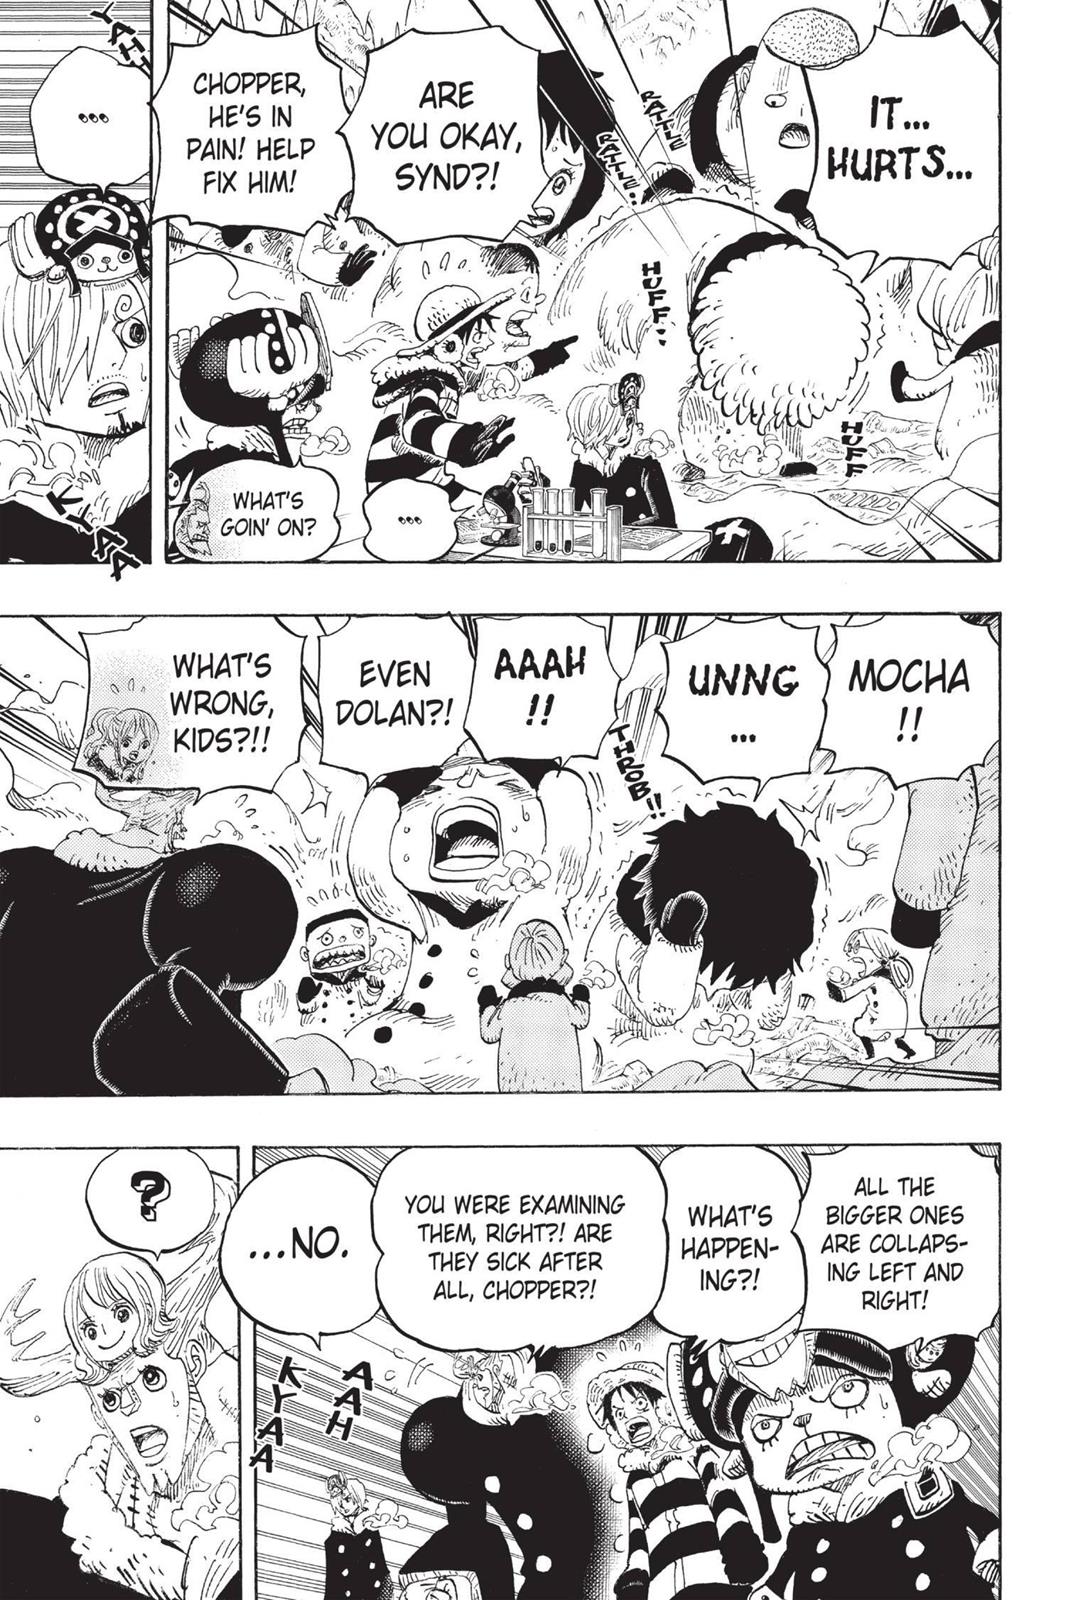 IT...
HURTS...
ARE
YOU OKAY,
SYND?!
CHOPPER,
HE'S IN
PAIN! HELP
FIX HIM!
RATTLE
RATTLE...
HUFF...
HUFF
...
WHAT'S
GOIN' ON?
...
YAH!
KYAA
MOCHA
!!
UNNG
...
THROB!!
AAAH
!!
EVEN
DOLAN?!
WHAT'S
WRONG,
KIDS?!!
ALL THE
BIGGER ONES
ARE COLLAPS-
ING LEFT AND
RIGHT!
WHAT'S
HAPPEN-
ING?!
YOU WERE EXAMINING
THEM, RIGHT?! ARE
THEY SICK AFTER
ALL, CHOPPER?!
...NO.
AAH
KYAA
?